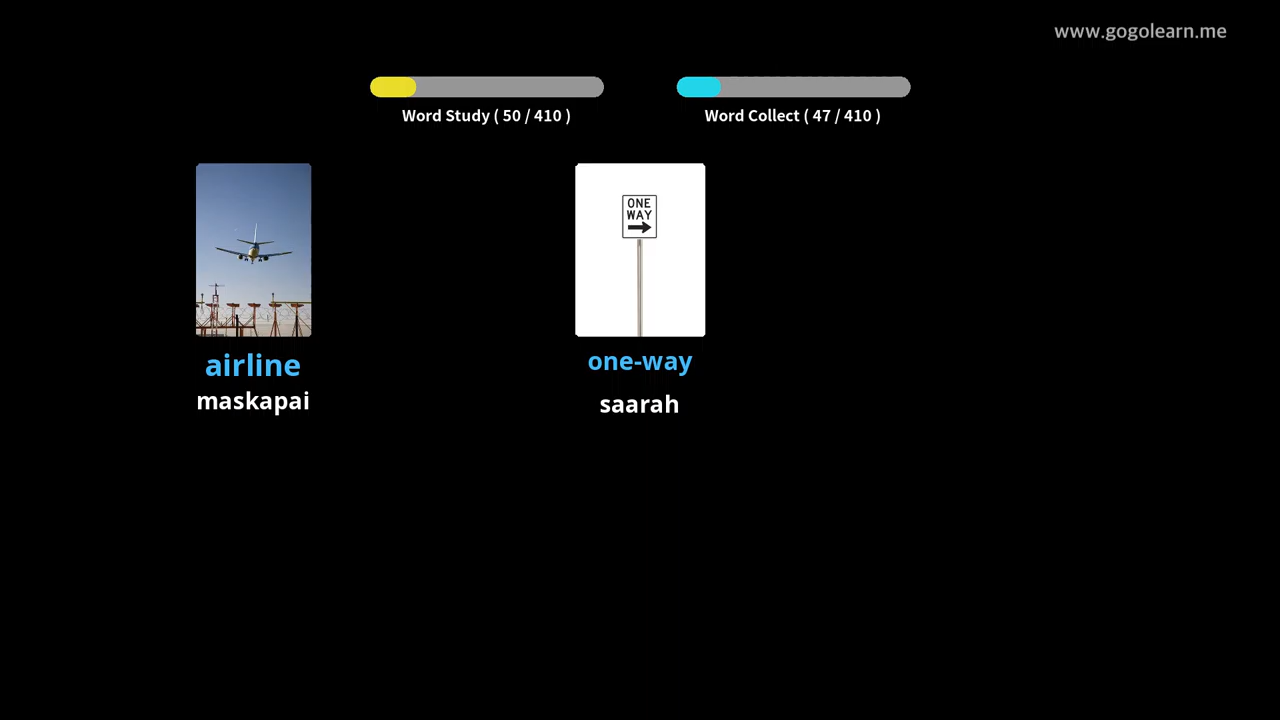 www.gogolearn.me
Word Study ( 50 / 410 )
Word Collect ( 47 / 410 )
ONE
WAY
airline
maskapai
one-way
saarah